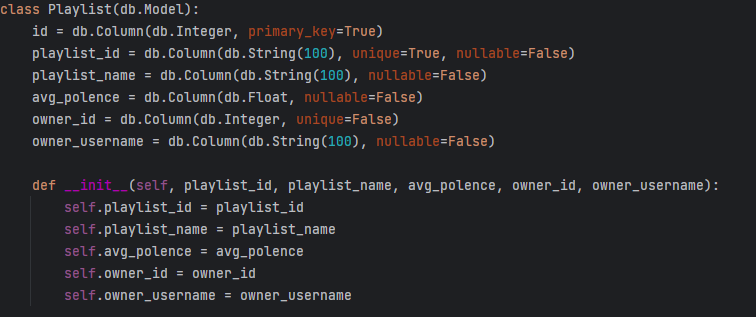 class Playlist(db.Model):
    id = db.Column(db.Integer, primary_key=True)
    playlist_id = db.Column(db.String(100), unique=True, nullable=False)
    playlist_name = db.Column(db.String(100), nullable=False)
    avg_polence = db.Column(db.Float, nullable=False)
    owner_id = db.Column(db.Integer, unique=False)
    owner_username = db.Column(db.String(100), nullable=False)

    def __init__(self, playlist_id, playlist_name, avg_polence, owner_id, owner_username):
        self.playlist_id = playlist_id
        self.playlist_name = playlist_name
        self.avg_polence = avg_polence
        self.owner_id = owner_id
        self.owner_username = owner_username